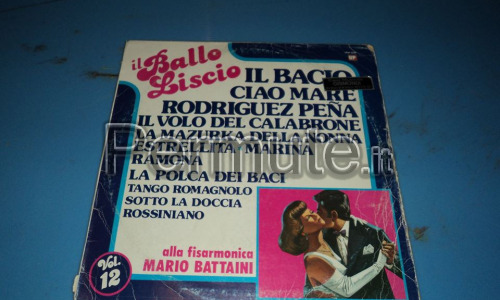 il Ballo
Liscio
IL BACIO
CIAO MARE
RODRIGUEZ PEÑA
IL VOLO DEL CALABRONE
LA MAZURKA DELLA NONNA
ESTRELLITA, MARINA
RAMONA
LA POLCA DEI BACI
TANGO ROMAGNOLO
SOTTO LA DOCCIA
ROSSINIANO
Permute.it
alla fisarmonica
MARIO BATTAINI
Vol.
12